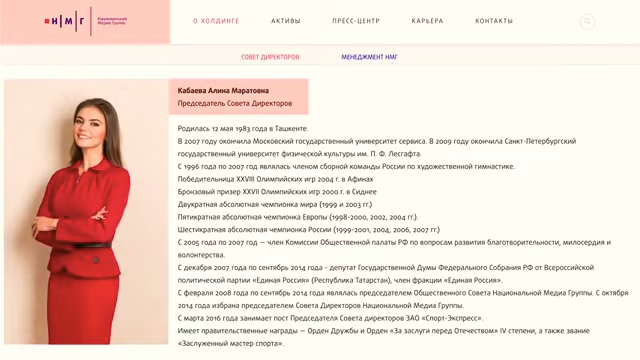 Н|М|Г
Национальная
Медиа Группа
О ХОЛДИНГЕ
АКТИВЫ
ПРЕСС-ЦЕНТР
КАРЬЕРА
КОНТАКТЫ
СОВЕТ ДИРЕКТОРОВ
МЕНЕДЖМЕНТ НМГ
Кабаева Алина Маратовна
Председатель Совета Директоров
Родилась 12 мая 1983 года в Ташкенте.
В 2007 году окончила Московский государственный университет сервиса. В 2009 году окончила Санкт-Петербургский
государственный университет физической культуры им. П. Ф. Лесгафта.
С 1996 года по 2007 год являлась членом сборной команды России по художественной гимнастике.
Победительница XXVIII Олимпийских игр 2004 г. в Афинах
Бронзовый призер XXVII Олимпийских игр 2000 г. в Сиднее
Двукратная абсолютная чемпионка мира (1999 и 2003 гг.)
Пятикратная абсолютная чемпионка Европы (1998-2000, 2002, 2004 гг.).
Шестикратная абсолютная чемпионка России (1999-2001, 2004, 2006, 2007 гг.)
С 2005 года по 2007 год — член Комиссии Общественной палаты РФ по вопросам развития благотворительности, милосердия и
волонтерства.
С декабря 2007 года по сентябрь 2014 года - депутат Государственной Думы Федерального Собрания РФ от Всероссийской
политической партии «Единая Россия» (Республика Татарстан), член фракции «Единая Россия».
С февраля 2008 года по сентябрь 2014 года являлась председателем Общественного Совета Национальной Медиа Группы. С октября
2014 года избрана председателем Совета Директоров Национальной Медиа Группы.
С марта 2016 года занимает пост Председателя Совета директоров ЗАО «Спорт-Экспресс».
Имеет правительственные награды — Орден Дружбы и Орден «За заслуги перед Отечеством» IV степени, а также звание
«Заслуженный мастер спорта».